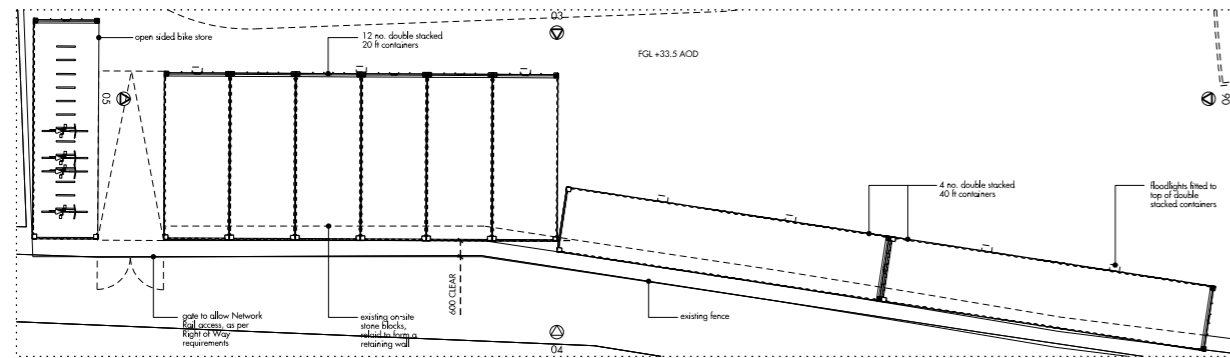 03
open sided bike store
12 no. double stacked
20 ft containers
FGL +33.5 AOD
05
06
4 no. double stacked
40 ft containers
floodlights fitted to
top of double
stacked containers
600 CLEAR
gate to allow Network
Rail access, as per
Right of Way
requirements
existing on-site
stone blocks,
relaid to form a
retaining wall
existing fence
04